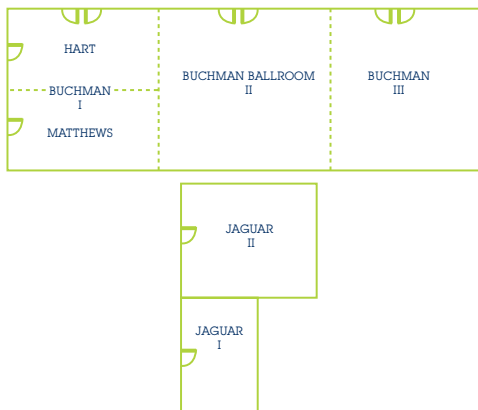 HART
BUCHMAN
I
MATTHEWS
BUCHMAN BALLROOM
II
BUCHMAN
III
JAGUAR
II
JAGUAR
I